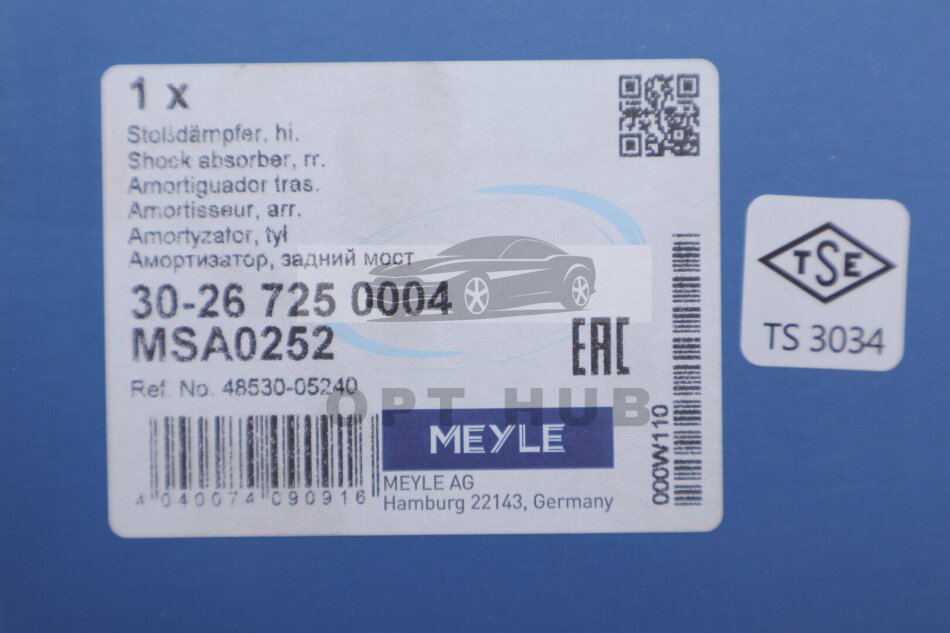 1 x
Stoßdämpfer, hi.
Shock absorber, rr.
Amortiguador tras.
Amortisseur, arr.
Amortyzator, tył
Амортизатор, задний мост
30-26 725 0004
MSA0252
Ref. No. 48530-05240
EAC
OPT HUB
MEYLE
MEYLE AG
Hamburg 22143, Germany
4 040074 090916
000W110
TSE
TS 3034